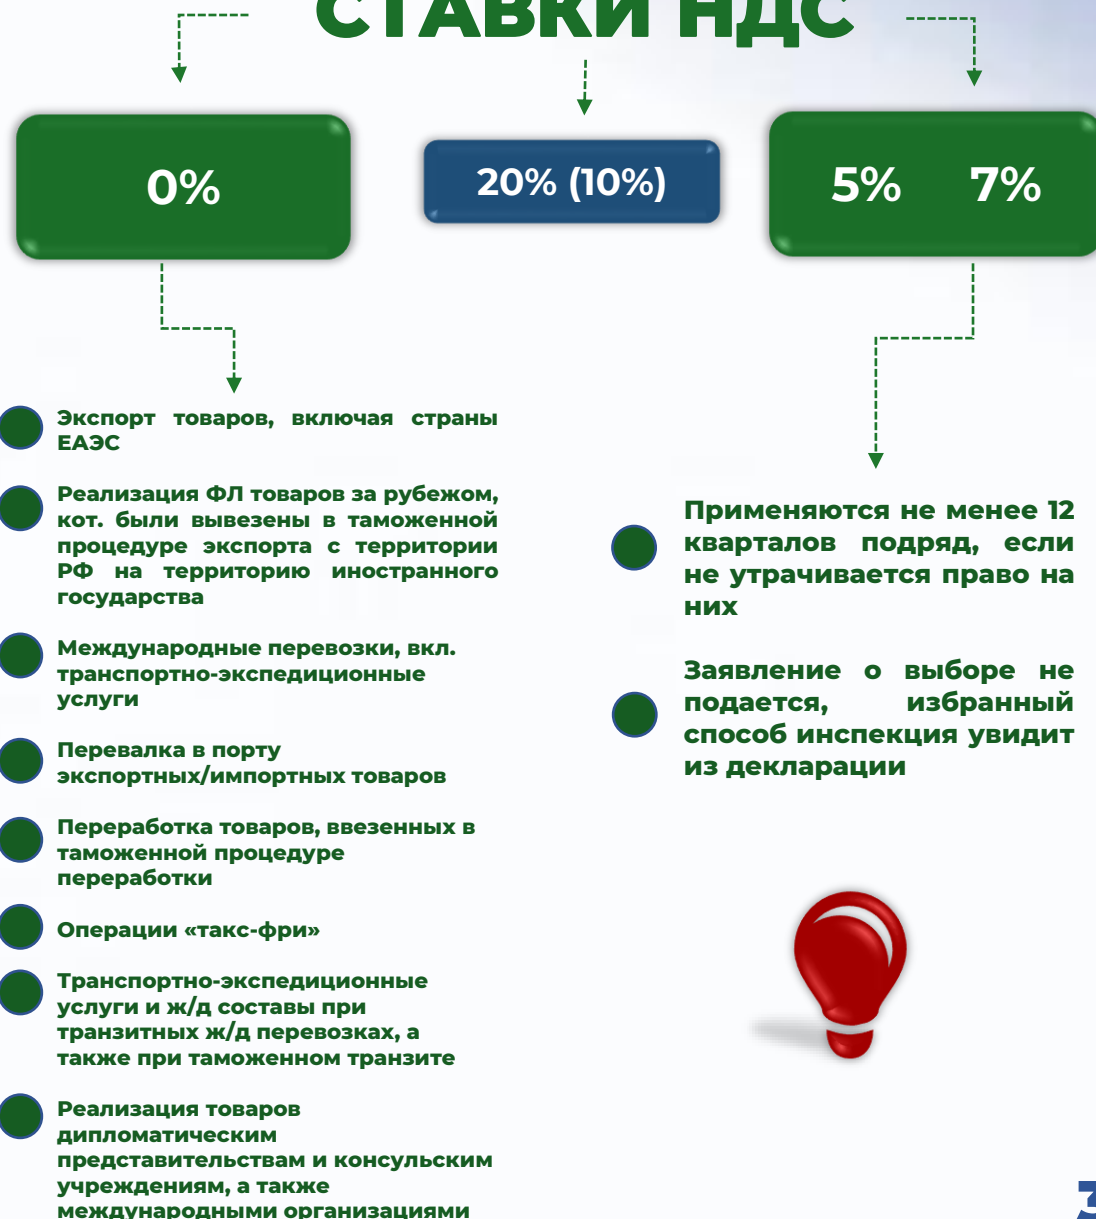 СТАВКИ НДС
0%
20% (10%)
5% 7%
Экспорт товаров, включая страны
ЕАЭС
Реализация ФЛ товаров за рубежом,
кот. были вывезены в таможенной
процедуре экспорта с территории
РФ на территорию иностранного
государства
Международные перевозки, вкл.
транспортно-экспедиционные
услуги
Перевалка в порту
экспортных/импортных товаров
Переработка товаров, ввезенных в
таможенной процедуре
переработки
Операции «такс-фри»
Транспортно-экспедиционные
услуги и ж/д составы при
транзитных ж/д перевозках, а
также при таможенном транзите
Реализация товаров
дипломатическим
представительствам и консульским
учреждениям, а также
международными организациями
Применяются не менее 12
кварталов подряд, если
не утрачивается право на
них
Заявление о выборе не
подается, избранный
способ инспекция увидит
из декларации